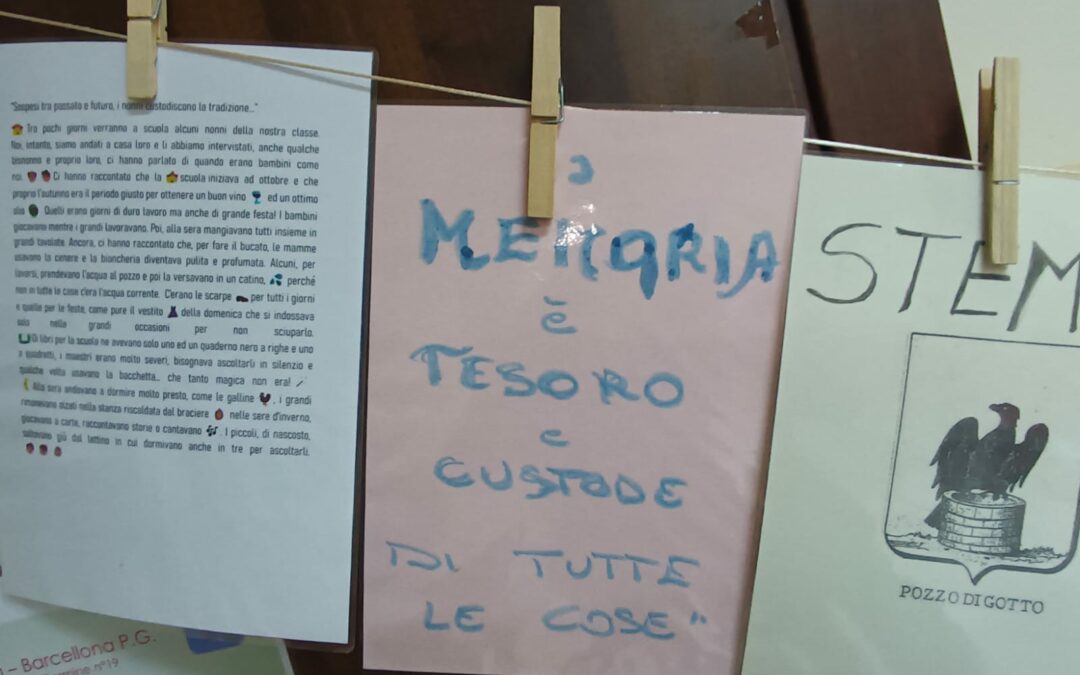 "Sospesi tra passato e futuro, i nonni custodiscono la tradizione..."
Tra pochi giorni verranno a scuola alcuni nonni della nostra classe.
Noi, intanto, siamo andati a casa loro e li abbiamo intervistati, anche qualche
bisnonno e proprio loro, ci hanno parlato di quando erano bambini come
noi. Ci hanno raccontato che la scuola iniziava ad ottobre e che
proprio l'autunno era il periodo giusto per ottenere un buon vino ed un ottimo
olio Quelli erano giorni di duro lavoro ma anche di grande festa! I bambini
giocavano mentre i grandi lavoravano. Poi, alla sera mangiavano tutti insieme in
grandi tavolate. Ancora, ci hanno raccontato che, per fare il bucato, le mamme
usavano la cenere e la biancheria diventava pulita e profumata. Alcuni, per
lavarsi, prendevano l'acqua al pozzo e poi la versavano in un catino, perché
non in tutte le case c'era l'acqua corrente. C'erano le scarpe per tutti i giorni
e quelle per le feste, come pure il vestito della domenica che si indossava
solo nelle grandi occasioni per non sciuparlo.
Di libri per la scuola ne avevano solo uno ed un quaderno nero a righe e uno
a quadretti, i maestri erano molto severi, bisognava ascoltarli in silenzio e
qualche volta usavano la bacchetta... che tanto magica non era!
Alla sera andavano a dormire molto presto, come le galline , i grandi
rimanevano alzati nella stanza riscaldata dal braciere nelle sere d'inverno,
giocavano a carte, raccontavano storie o cantavano . I piccoli, di nascosto,
saltavano giù dal lettino in cui dormivano anche in tre per ascoltarli.
MEMORIA
è
TESORO
e
CUSTODE
DI TUTTE
LE COSE"
STEM
POZZO DI GOTTO
– Barcellona P.G.
n°19